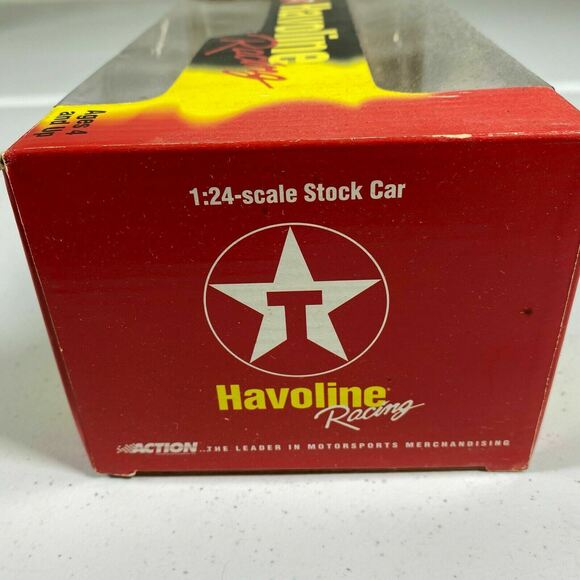 Havoline
Racing
Ages 4
and Up
1:24-scale Stock Car
T
Havoline
Racing
ACTION ...THE LEADER IN MOTORSPORTS MERCHANDISING